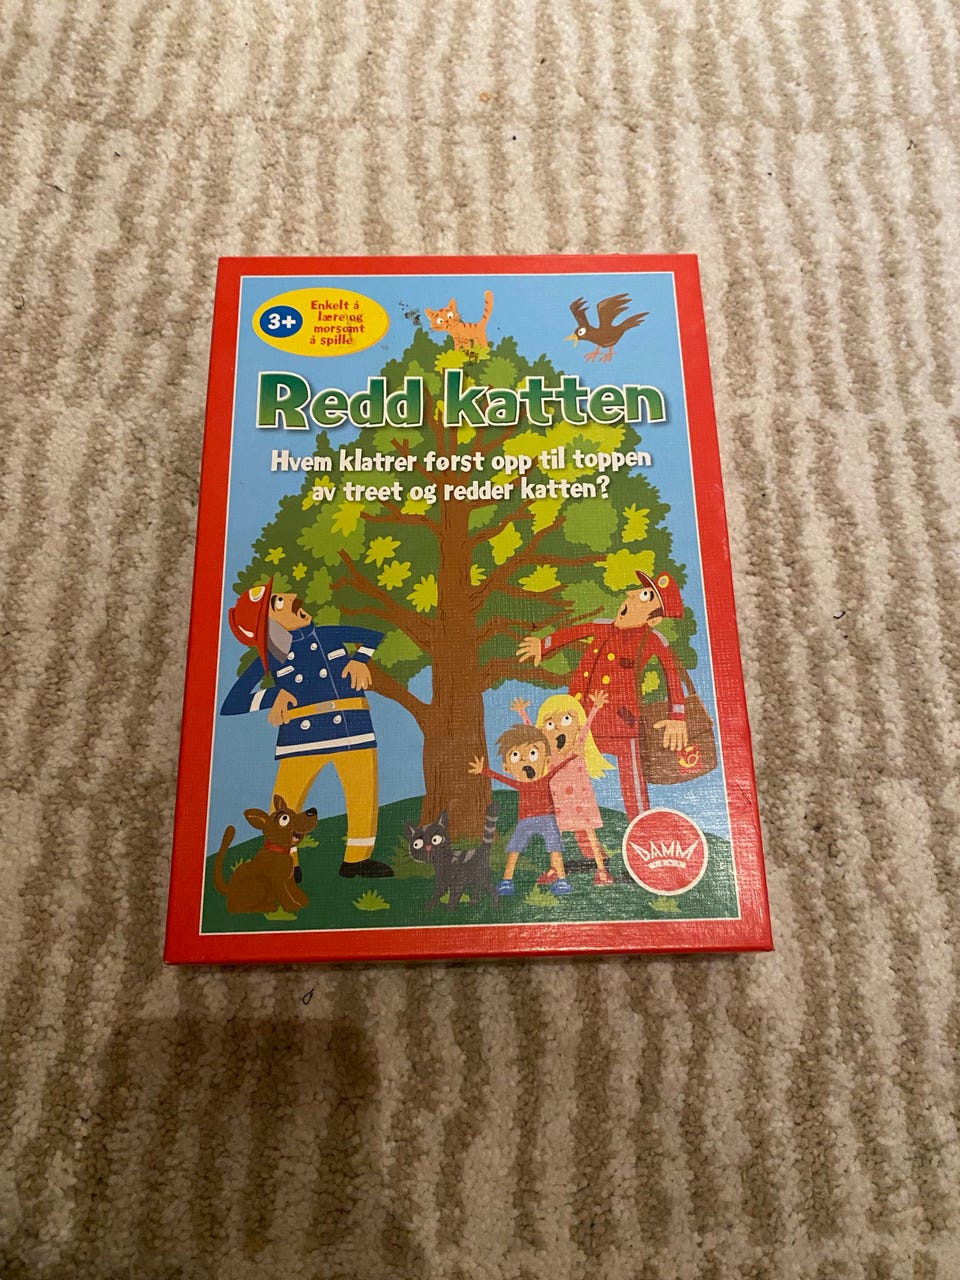 3+
Enkelt å
lære og
morsomt
å spille
Redd katten
Hvem klatrer først opp til toppen
av treet og redder katten?
DAMM